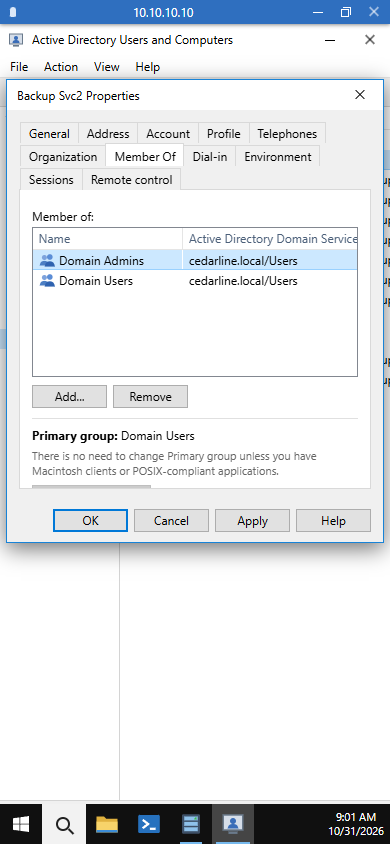 10.10.10.10
Active Directory Users and Computers
File Action View Help
Backup Svc2 Properties
General Address Account Profile Telephones
Organization Member Of Dial-in Environment
Sessions Remote control
Member of:
Name Active Directory Domain Service
Domain Admins cedarline.local/Users
Domain Users cedarline.local/Users
Add... Remove
Primary group: Domain Users
There is no need to change Primary group unless you have
Macintosh clients or POSIX-compliant applications.
OK Cancel Apply Help
9:01 AM
10/31/2026